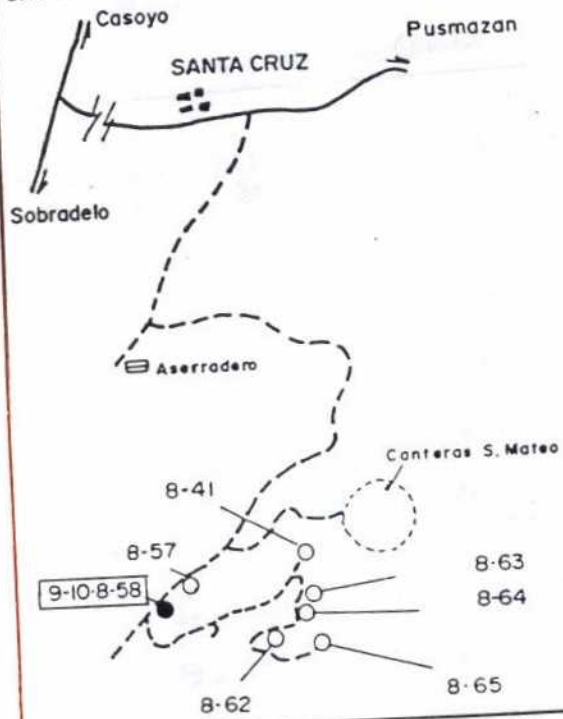 Casoyo
Pusmazan
SANTA CRUZ
Sobradelo
Aserradero
Canteras S. Mateo
8-41
8-57
8-63
9-10-8-58
8-64
8-62
8-65